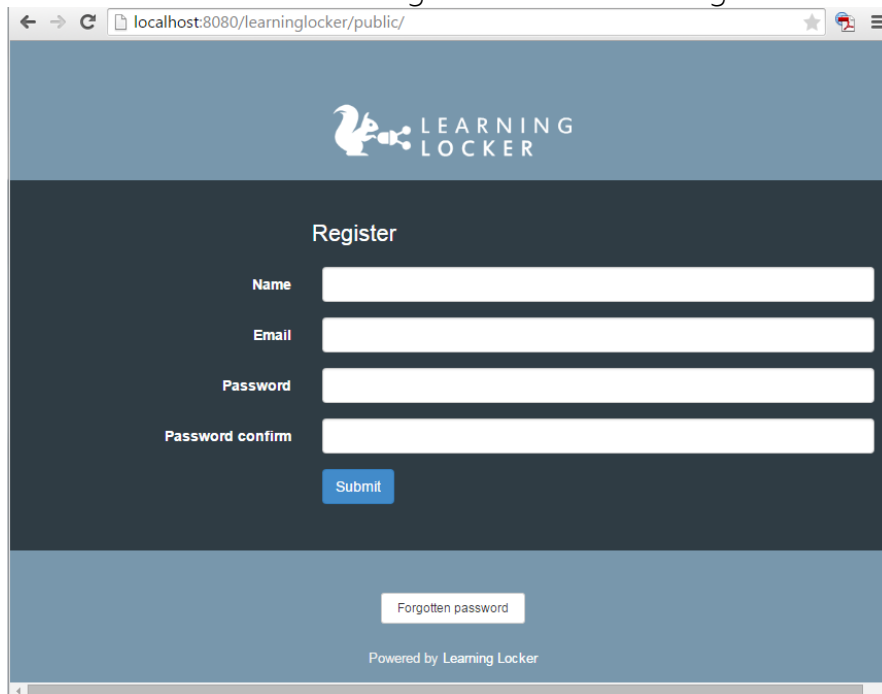 localhost:8080/learninglocker/public/
LEARNING
LOCKER
Register
Name
Email
Password
Password confirm
Submit
Forgotten password
Powered by Learning Locker